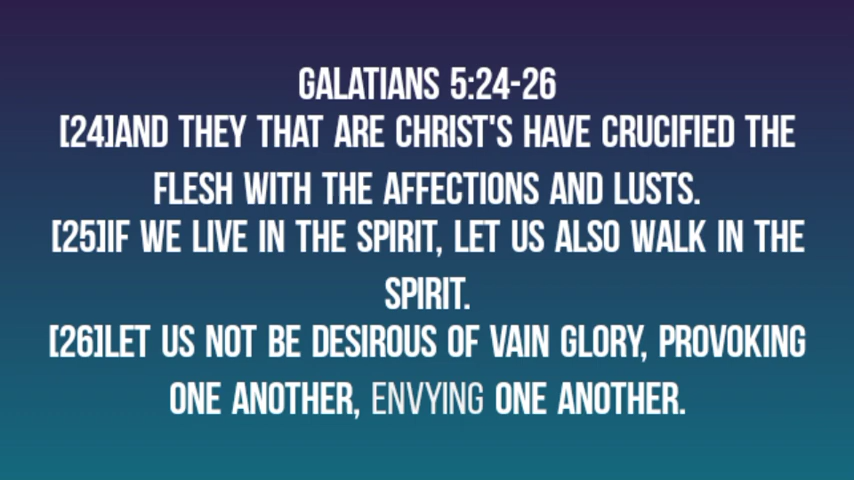 GALATIANS 5:24-26
[24]AND THEY THAT ARE CHRIST'S HAVE CRUCIFIED THE
FLESH WITH THE AFFECTIONS AND LUSTS.
[25]IF WE LIVE IN THE SPIRIT, LET US ALSO WALK IN THE
SPIRIT.
[26]LET US NOT BE DESIROUS OF VAIN GLORY, PROVOKING
ONE ANOTHER, ENVYING ONE ANOTHER.